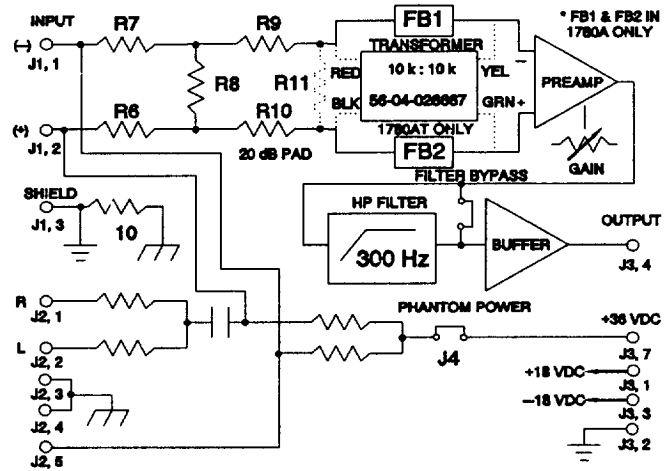 INPUT
(–)
J1, 1
R7
R9
FB1
* FB1 & FB2 IN
1780A ONLY
TRANSFORMER
R8
R11
RED
BLK
10 k : 10 k
56-04-026667
YEL
GRN
–
+
PREAMP
(+)
J1, 2
R6
R10
20 dB PAD
1780AT ONLY
FB2
GAIN
FILTER BYPASS
SHIELD
J1, 3
10
HP FILTER
300 Hz
BUFFER
OUTPUT
J3, 4
R
J2, 1
L
J2, 2
J2, 3
J2, 4
J2, 5
PHANTOM POWER
J4
+36 VDC
J3, 7
+18 VDC
J3, 1
–18 VDC
J3, 3
J3, 2